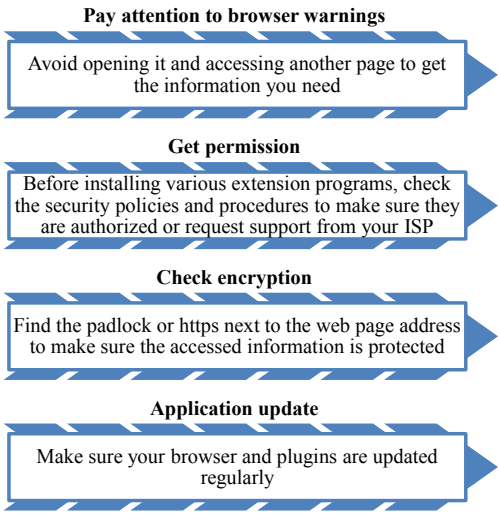 Pay attention to browser warnings
Avoid opening it and accessing another page to get
the information you need
Get permission
Before installing various extension programs, check
the security policies and procedures to make sure they
are authorized or request support from your ISP
Check encryption
Find the padlock or https next to the web page address
to make sure the accessed information is protected
Application update
Make sure your browser and plugins are updated
regularly